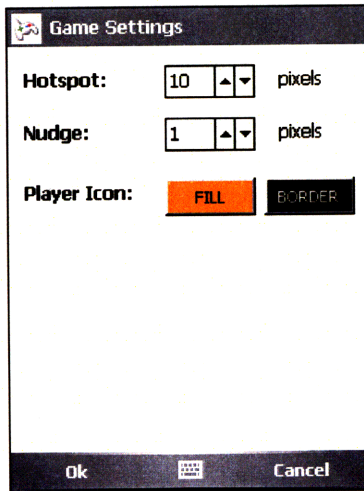 Game Settings
Hotspot: 10 pixels
Nudge: 1 pixels
Player Icon: FILL BORDER
Ok Cancel